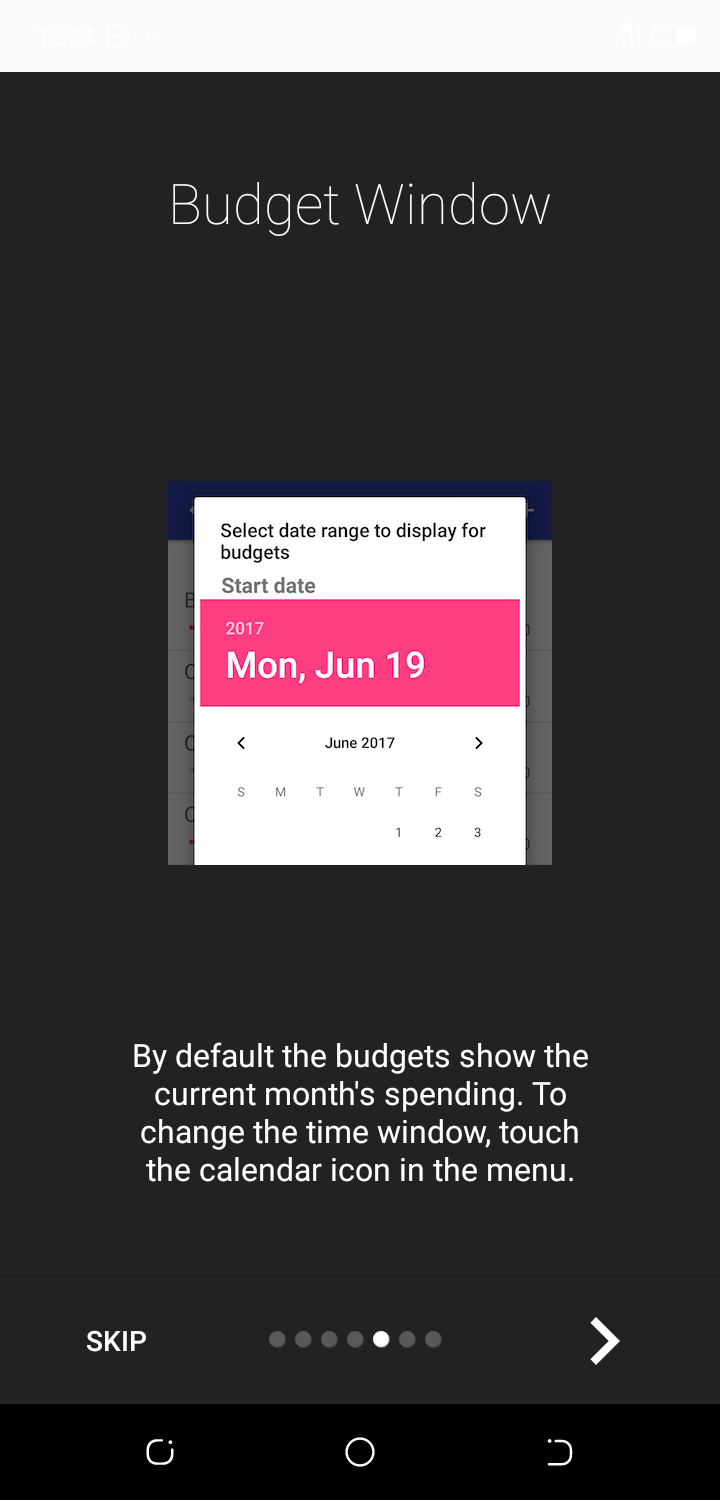 12:34
Budget Window
Select date range to display for
budgets
Start date
2017
Mon, Jun 19
June 2017
S M T W T F S
1 2 3
By default the budgets show the
current month's spending. To
change the time window, touch
the calendar icon in the menu.
SKIP